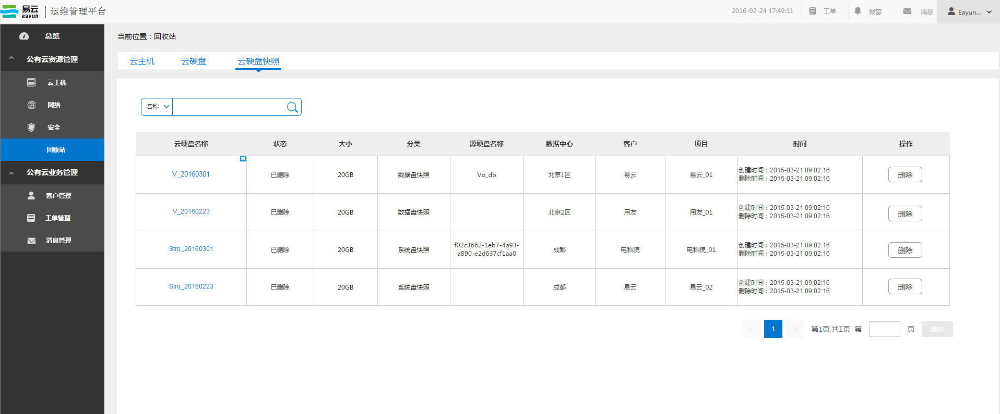 易云
eayun
运维管理平台
2016-02-24 17:49:11
工单
报警
消息
Eayun...
总览
公有云资源管理
云主机
网络
安全
回收站
公有云业务管理
客户管理
工单管理
消息管理
当前位置：回收站
云主机 云硬盘 云硬盘快照
名称
云硬盘名称 状态 大小 分类 源硬盘名称 数据中心 客户 项目 时间 操作
V_20160301 已删除 20GB 数据盘快照 Vo_db 北京1区 易云 易云_01 创建时间：2015-03-21 09:02:16
删除时间：2015-03-21 09:02:16
删除
V_20160223 已删除 20GB 数据盘快照 北京2区 用友 用友_01 创建时间：2015-03-21 09:02:16
删除时间：2015-03-21 09:02:16
删除
Stro_20160301 已删除 20GB 系统盘快照 f02c3662-1eb7-4a93-
a890-e2d637cf1aa0
成都 电科院 电科院_01 创建时间：2015-03-21 09:02:16
删除时间：2015-03-21 09:02:16
删除
Stro_20160223 已删除 20GB 系统盘快照 成都 易云 易云_02 创建时间：2015-03-21 09:02:16
删除时间：2015-03-21 09:02:16
删除
1 第1页,共1页 第 页 跳转